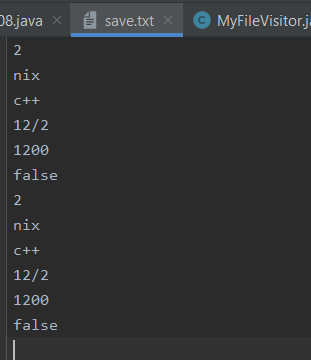 08.java
save.txt
MyFileVisitor.ja
2
nix
c++
12/2
1200
false
2
nix
c++
12/2
1200
false